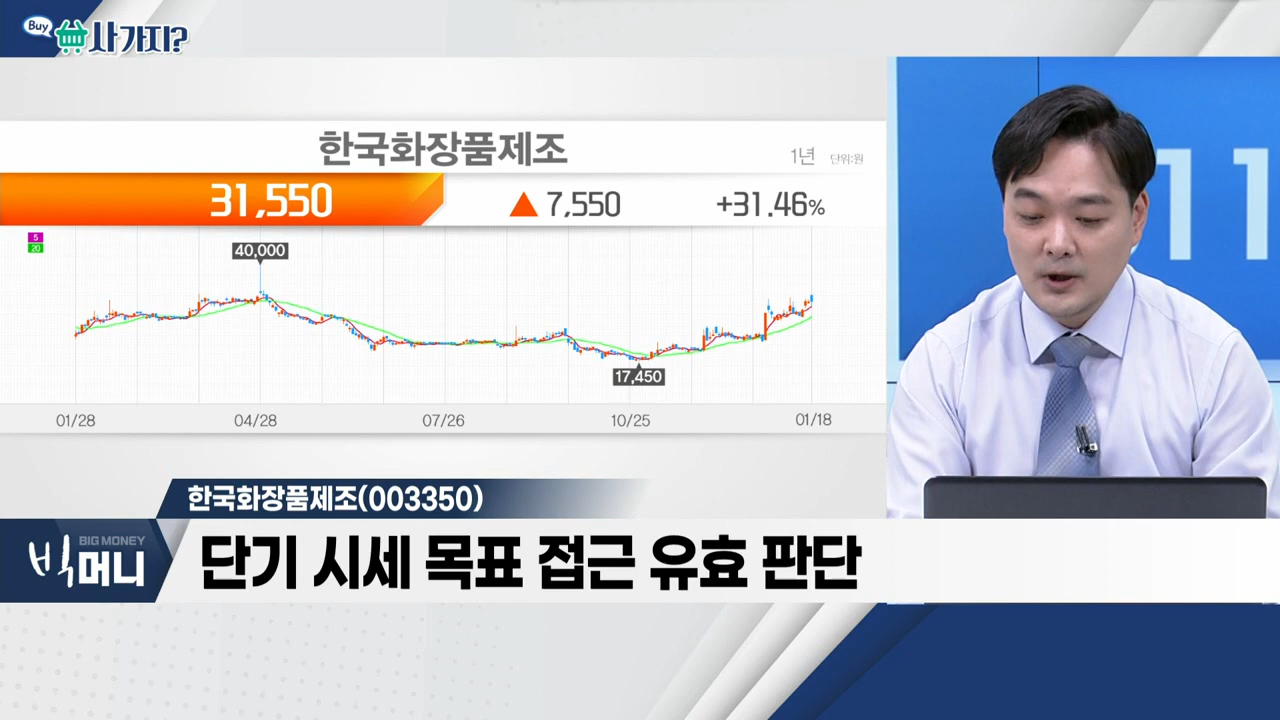 Buy 사가지?
한국화장품제조
1년 단위:원
31,550 ▲ 7,550 +31.46%
5
20
40,000
17,450
01/28 04/28 07/26 10/25 01/18
11
한국화장품제조(003350)
BIG MONEY
빅머니
단기 시세 목표 접근 유효 판단